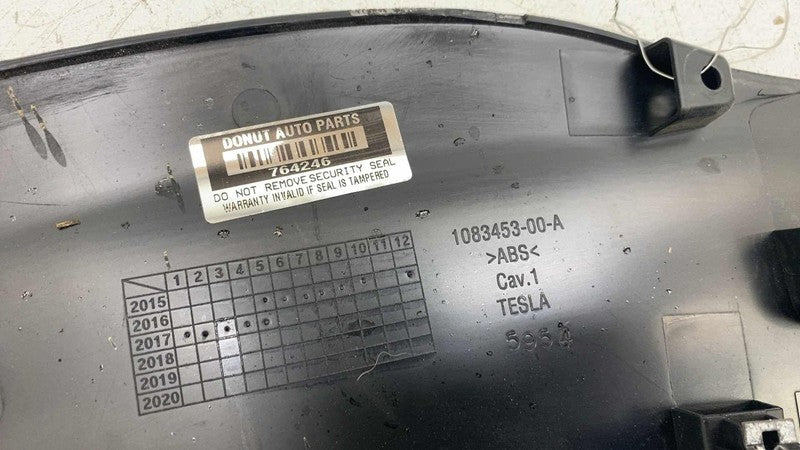 DONUT AUTO PARTS
764246
DO NOT REMOVE SECURITY SEAL
WARRANTY INVALID IF SEAL IS TAMPERED
1083453-00-A
>ABS<
Cav.1
TESLA
5954
1 2 3 4 5 6 7 8 9 10 11 12
2015
2016
2017
2018
2019
2020